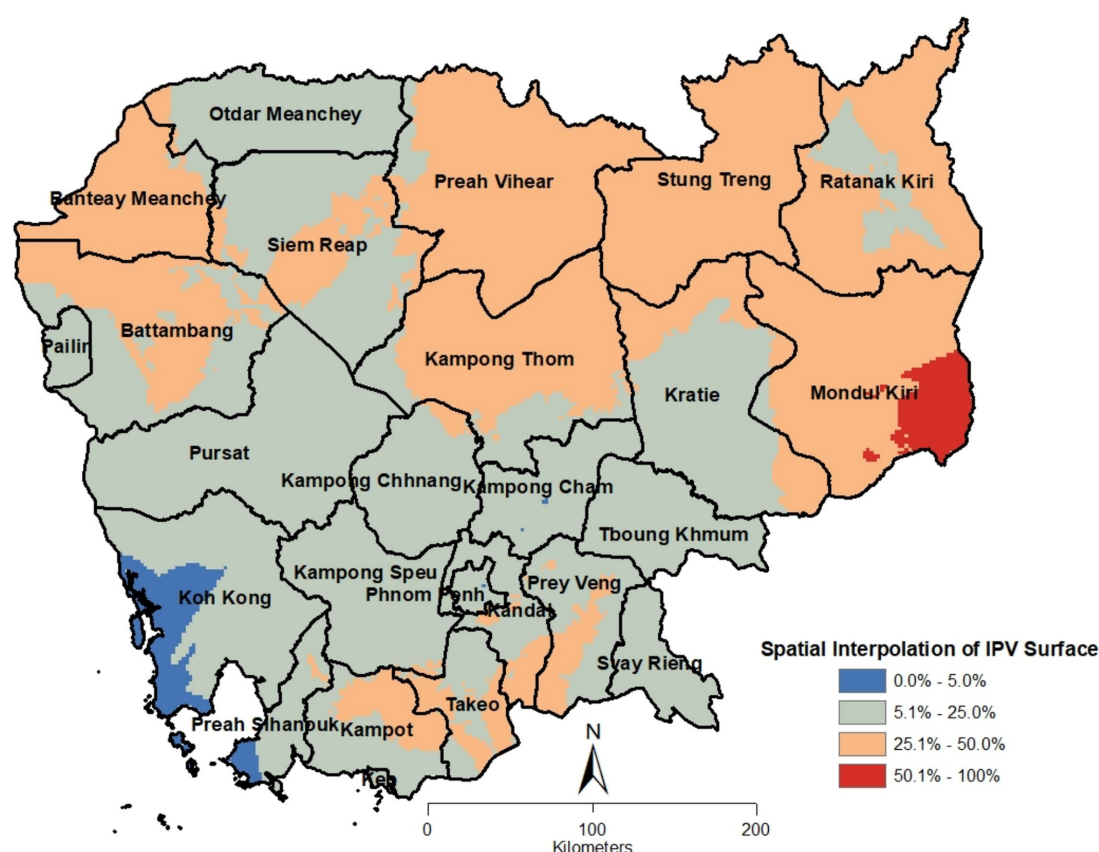 Otdar Meanchey
Banteay Meanchey
Preah Vihear
Stung Treng
Ratanak Kiri
Siem Reap
Battambang
Pailin
Kampong Thom
Kratie
Mondul Kiri
Pursat
Kampong Chhnang
Kampong Cham
Tboung Khmum
Kampong Speu
Phnom Penh
Prey Veng
Kandal
Koh Kong
Svay Rieng
Takeo
Preah Sihanouk
Kampot
Kep
Spatial Interpolation of IPV Surface
0.0% - 5.0%
5.1% - 25.0%
25.1% - 50.0%
50.1% - 100%
N
0 100 200
Kilometers